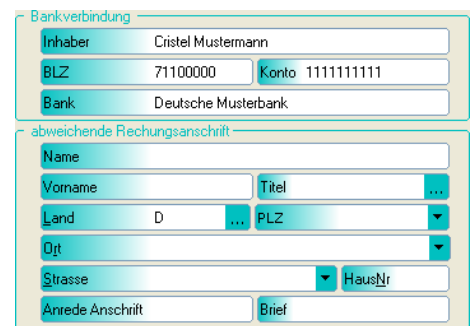 Bankverbindung
Inhaber Cristel Mustermann
BLZ 71100000 Konto 1111111111
Bank Deutsche Musterbank
abweichende Rechungsanschrift
Name
Vorname Titel ...
Land D ... PLZ
Ort
Strasse HausNr
Anrede Anschrift Brief